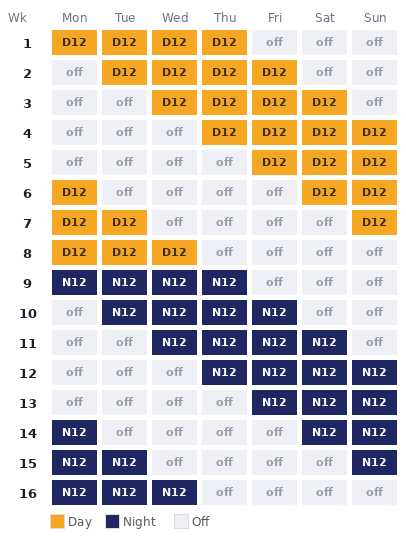 Wk Mon Tue Wed Thu Fri Sat Sun
1 D12 D12 D12 D12 off off off
2 off D12 D12 D12 D12 off off
3 off off D12 D12 D12 D12 off
4 off off off D12 D12 D12 D12
5 off off off off D12 D12 D12
6 D12 off off off off D12 D12
7 D12 D12 off off off off D12
8 D12 D12 D12 off off off off
9 N12 N12 N12 N12 off off off
10 off N12 N12 N12 N12 off off
11 off off N12 N12 N12 N12 off
12 off off off N12 N12 N12 N12
13 off off off off N12 N12 N12
14 N12 off off off off N12 N12
15 N12 N12 off off off off N12
16 N12 N12 N12 off off off off
Day Night Off